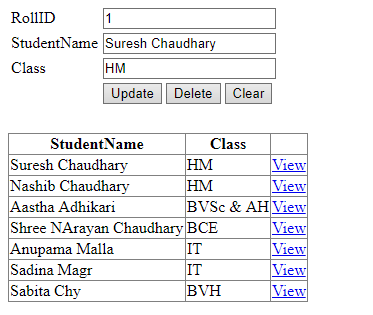 RollID 1
StudentName Suresh Chaudhary
Class HM
Update Delete Clear
StudentName Class
Suresh Chaudhary HM View
Nashib Chaudhary HM View
Aastha Adhikari BVSc & AH View
Shree NArayan Chaudhary BCE View
Anupama Malla IT View
Sadina Magr IT View
Sabita Chy BVH View